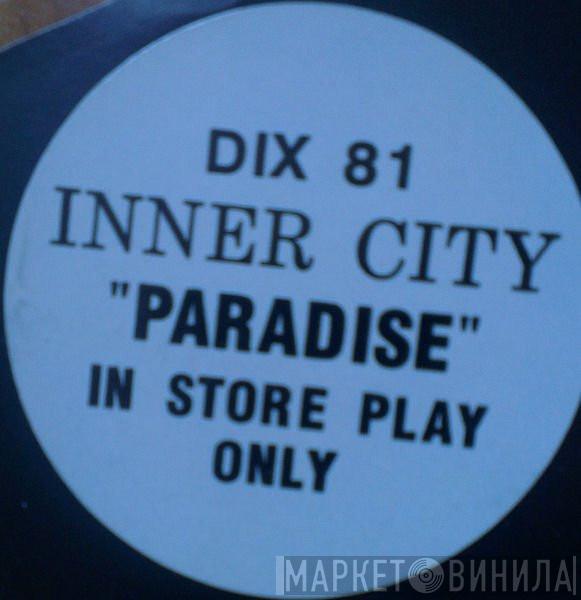 DIX 81
INNER CITY
"PARADISE"
IN STORE PLAY
ONLY
МАРКЕТ ВИНИЛА